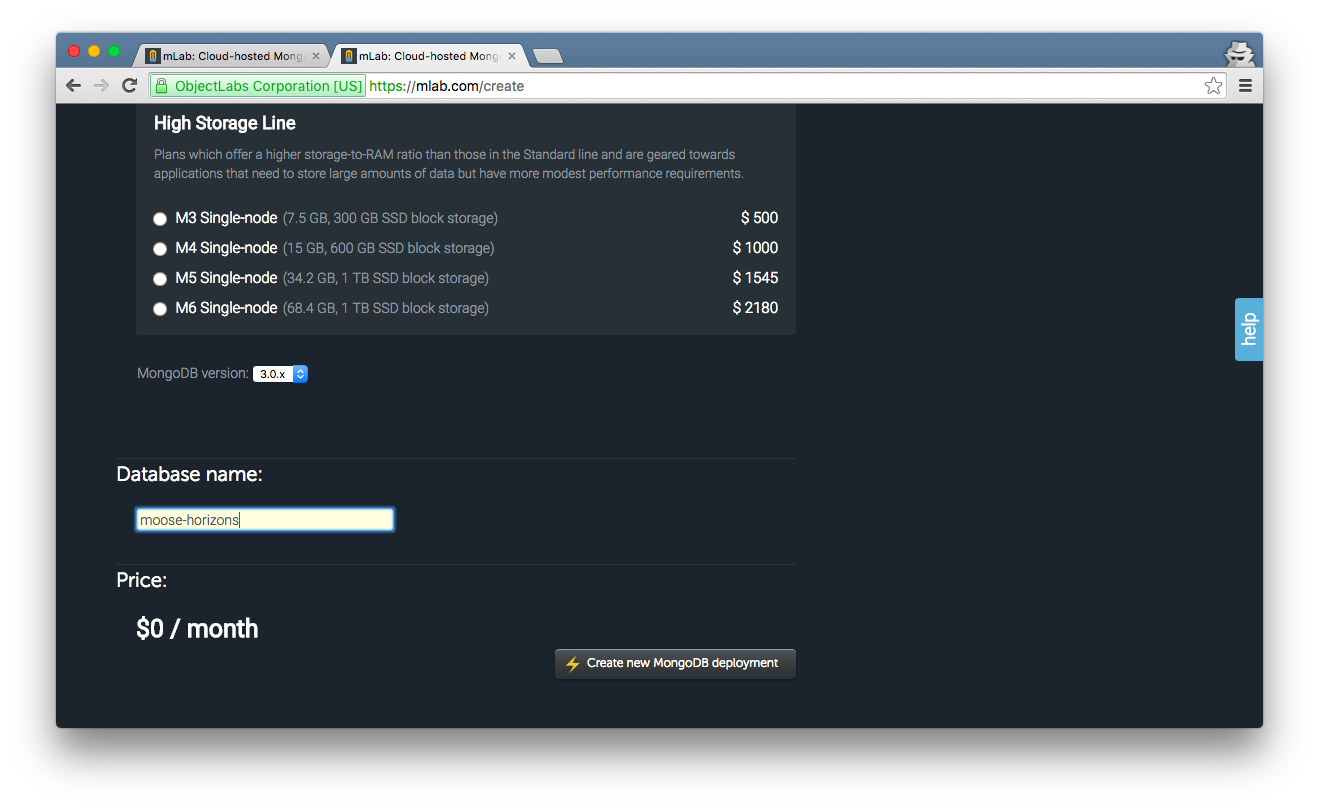 mLab: Cloud-hosted Mong
mLab: Cloud-hosted Mong
ObjectLabs Corporation [US] https://mlab.com/create
High Storage Line
Plans which offer a higher storage-to-RAM ratio than those in the Standard line and are geared towards
applications that need to store large amounts of data but have more modest performance requirements.
M3 Single-node (7.5 GB, 300 GB SSD block storage) $ 500
M4 Single-node (15 GB, 600 GB SSD block storage) $ 1000
M5 Single-node (34.2 GB, 1 TB SSD block storage) $ 1545
M6 Single-node (68.4 GB, 1 TB SSD block storage) $ 2180
help
MongoDB version: 3.0.x
Database name:
moose-horizons
Price:
$0 / month
Create new MongoDB deployment